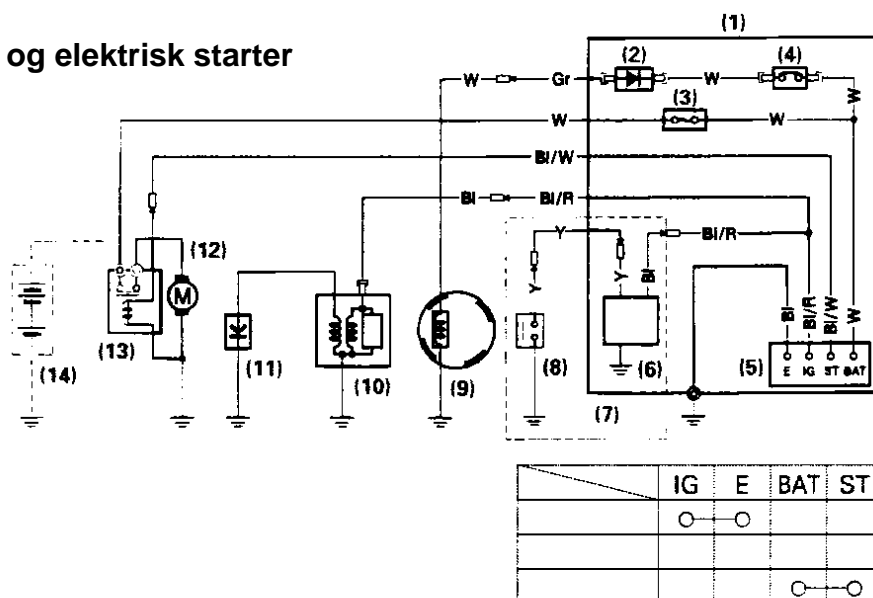 (1)
og elektrisk starter
(2) (4)
W Gr W
(3) W
W W
Bl/W
Bl Bl/R
Y Bl/R
(12)
Y Y Bl
M
Bl Bl/R Bl/W W
(13) (5) E IG ST BAT
(14) (11) (10) (9) (8) (6)
(7)
IG E BAT ST